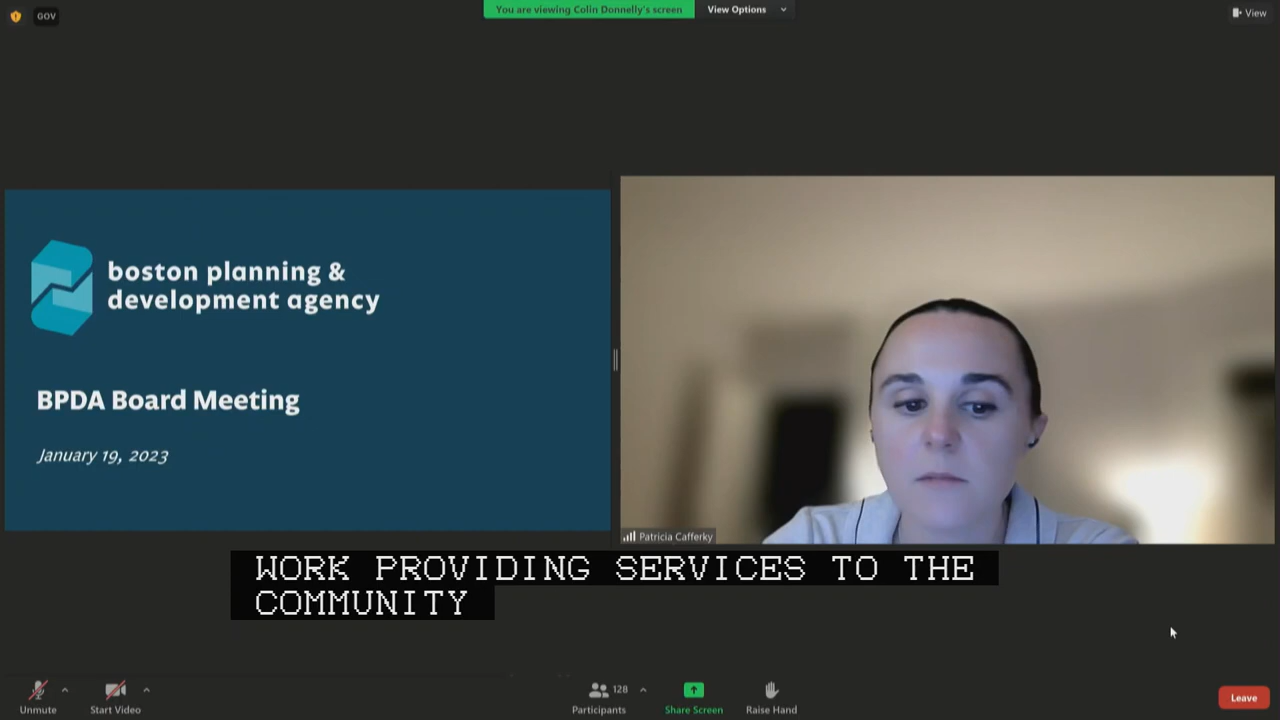 GOV
You are viewing Colin Donnelly's screen
View Options
View
boston planning &
development agency
BPDA Board Meeting
January 19, 2023
Patricia Cafferky
WORK PROVIDING SERVICES TO THE
COMMUNITY
Unmute
Start Video
128
Participants
Share Screen
Raise Hand
Leave